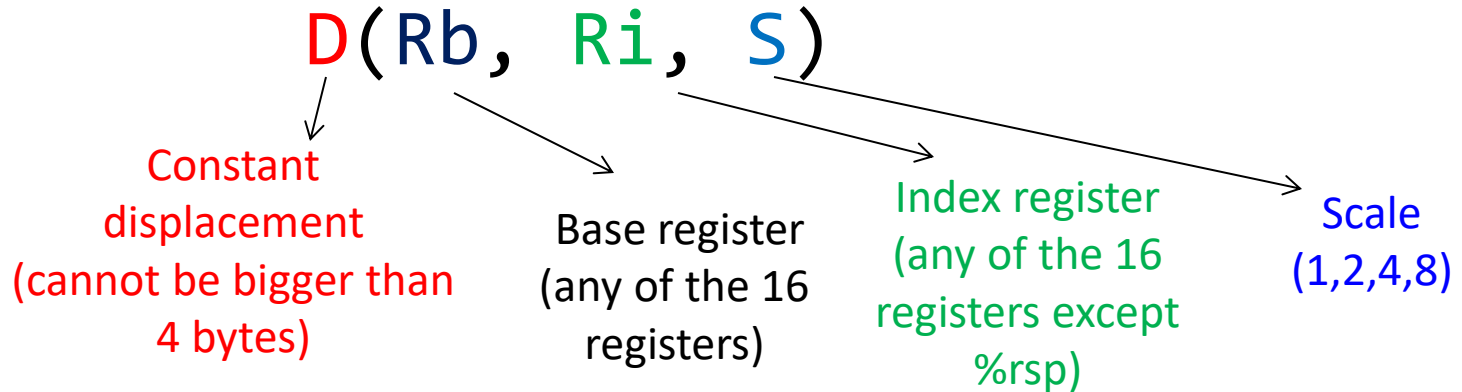 D(Rb, Ri, S)
Constant
displacement
(cannot be bigger than
4 bytes)
Base register
(any of the 16
registers)
Index register
(any of the 16
registers except
%rsp)
Scale
(1,2,4,8)